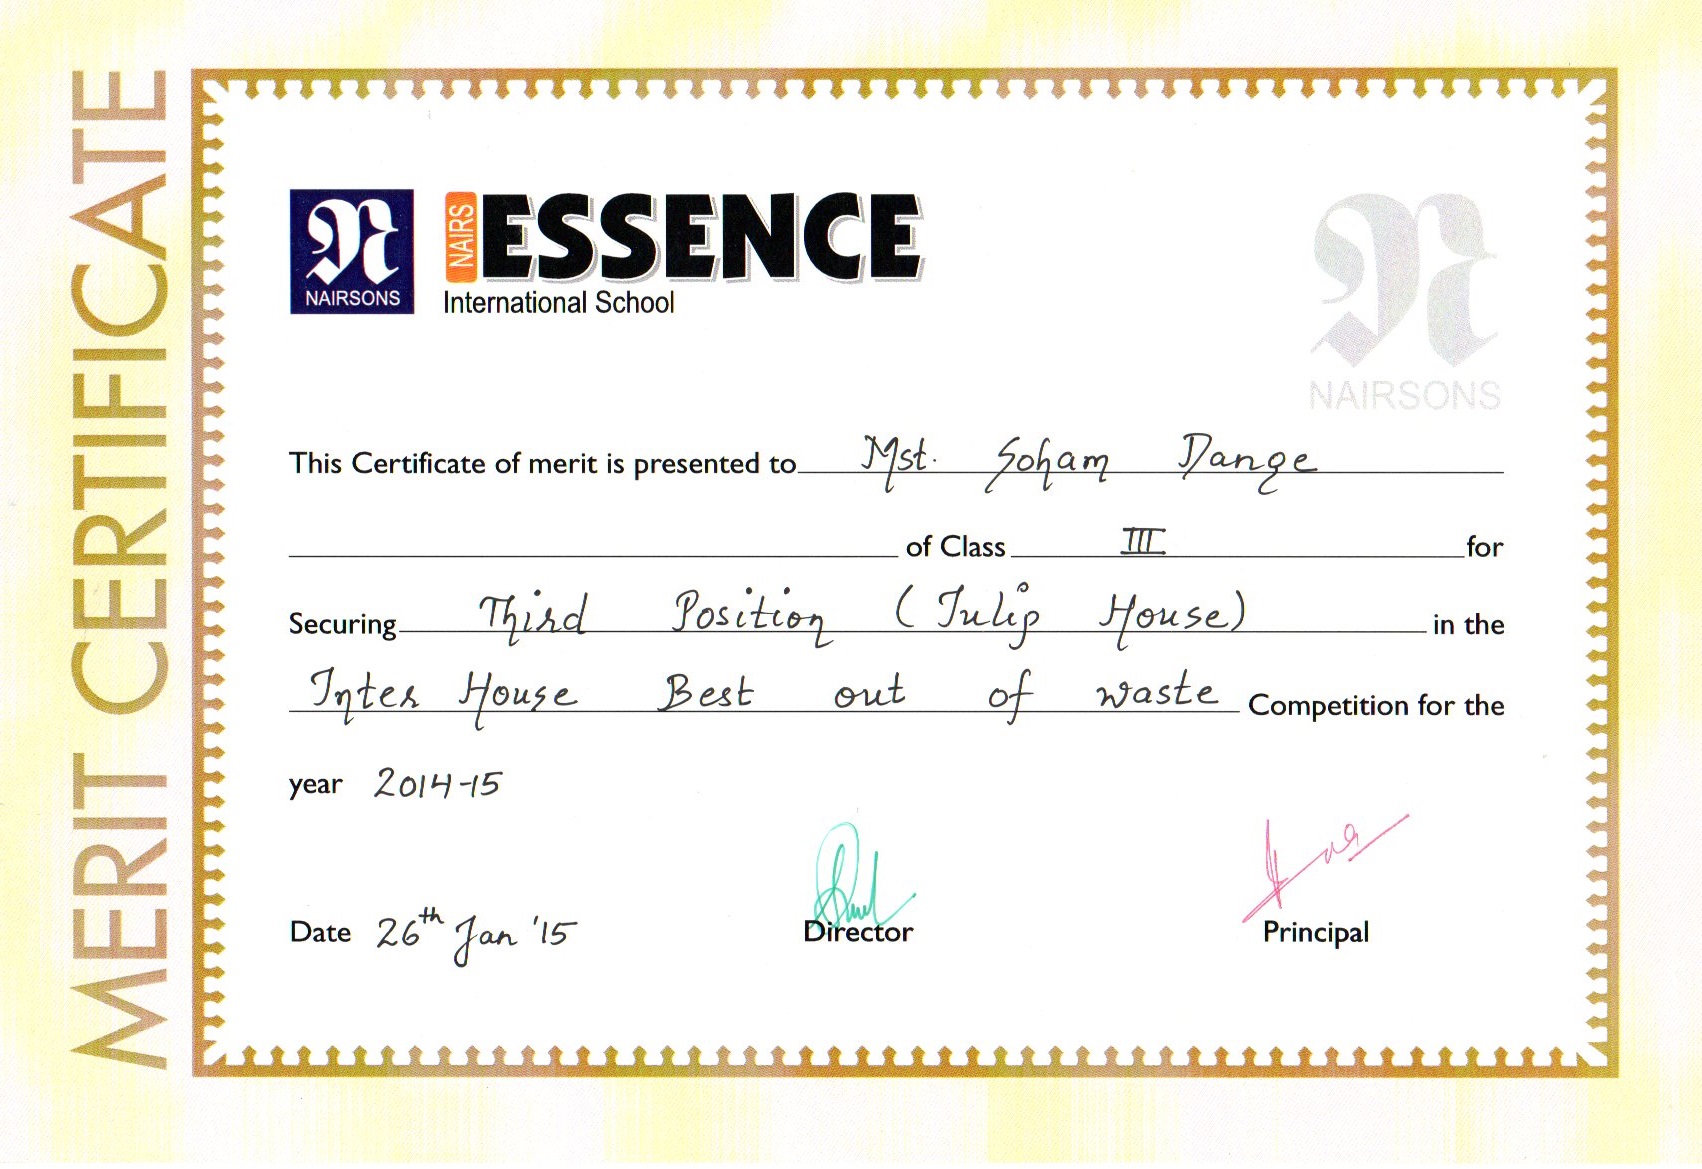 MERIT CERTIFICATE
NAIRSONS
NAIRS ESSENCE
International School
NAIRSONS
This Certificate of merit is presented to Mst. Soham Dange
of Class III for
Securing Third Position (Tulip House) in the
Inter House Best out of waste Competition for the
year 2014-15
Date 26th Jan '15 Director Principal